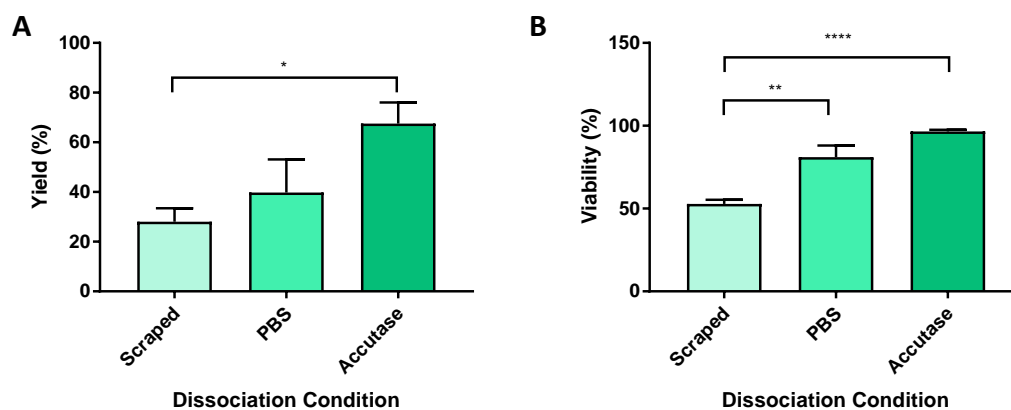 A
Yield (%)
100
80
60
40
20
0
*
Scraped
PBS
Accutase
Dissociation Condition
B
Viability (%)
150
100
50
0
****
**
Scraped
PBS
Accutase
Dissociation Condition